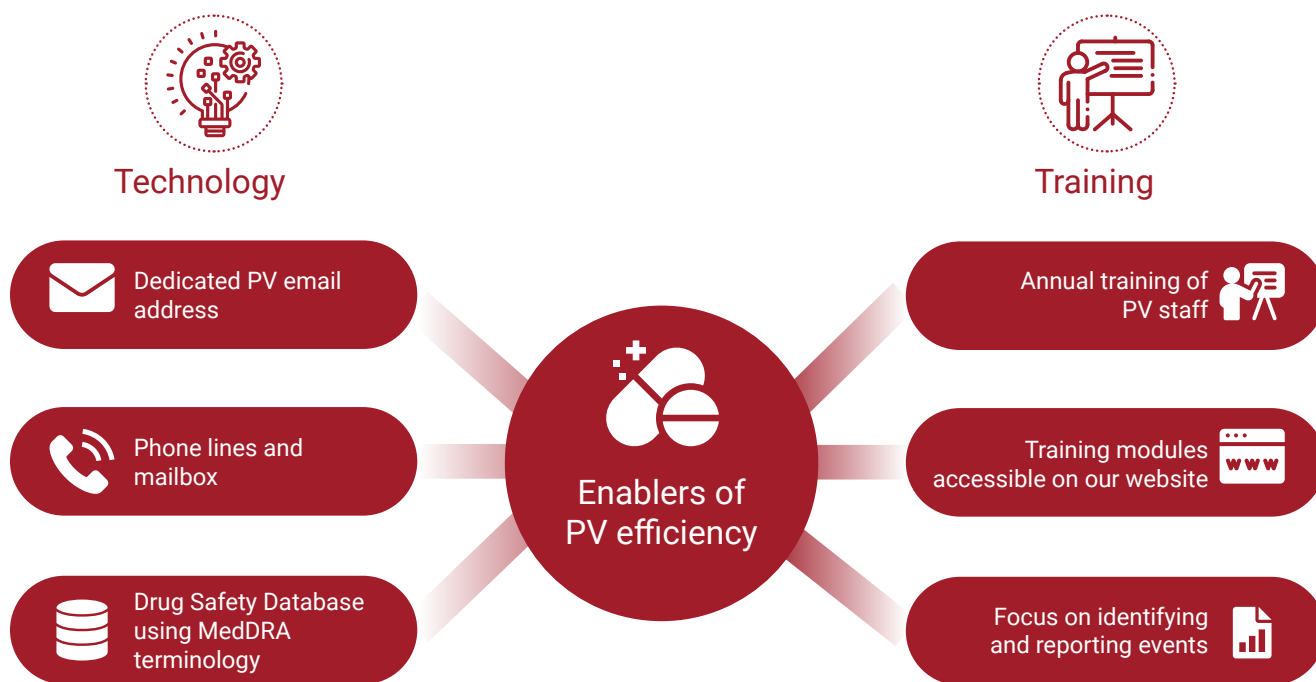 Technology
Training
Dedicated PV email
address
Phone lines and
mailbox
Drug Safety Database
using MedDRA
terminology
Enablers of
PV efficiency
Annual training of
PV staff
Training modules
accessible on our website
www
Focus on identifying
and reporting events